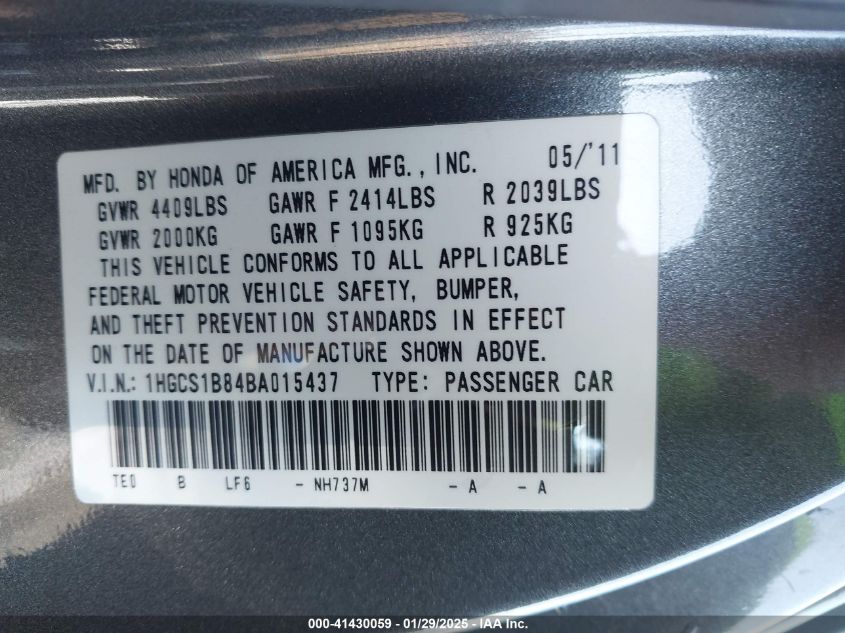 MFD. BY HONDA OF AMERICA MFG., INC. 05/'11
GVWR 4409LBS GAWR F 2414LBS R 2039LBS
GVWR 2000KG GAWR F 1095KG R 925KG
THIS VEHICLE CONFORMS TO ALL APPLICABLE
FEDERAL MOTOR VEHICLE SAFETY, BUMPER,
AND THEFT PREVENTION STANDARDS IN EFFECT
ON THE DATE OF MANUFACTURE SHOWN ABOVE.
V.I.N.: 1HGCS1B84BA015437 TYPE: PASSENGER CAR
TE0 B LF6 - NH737M - A - A
000-41430059 - 01/29/2025 - IAA Inc.